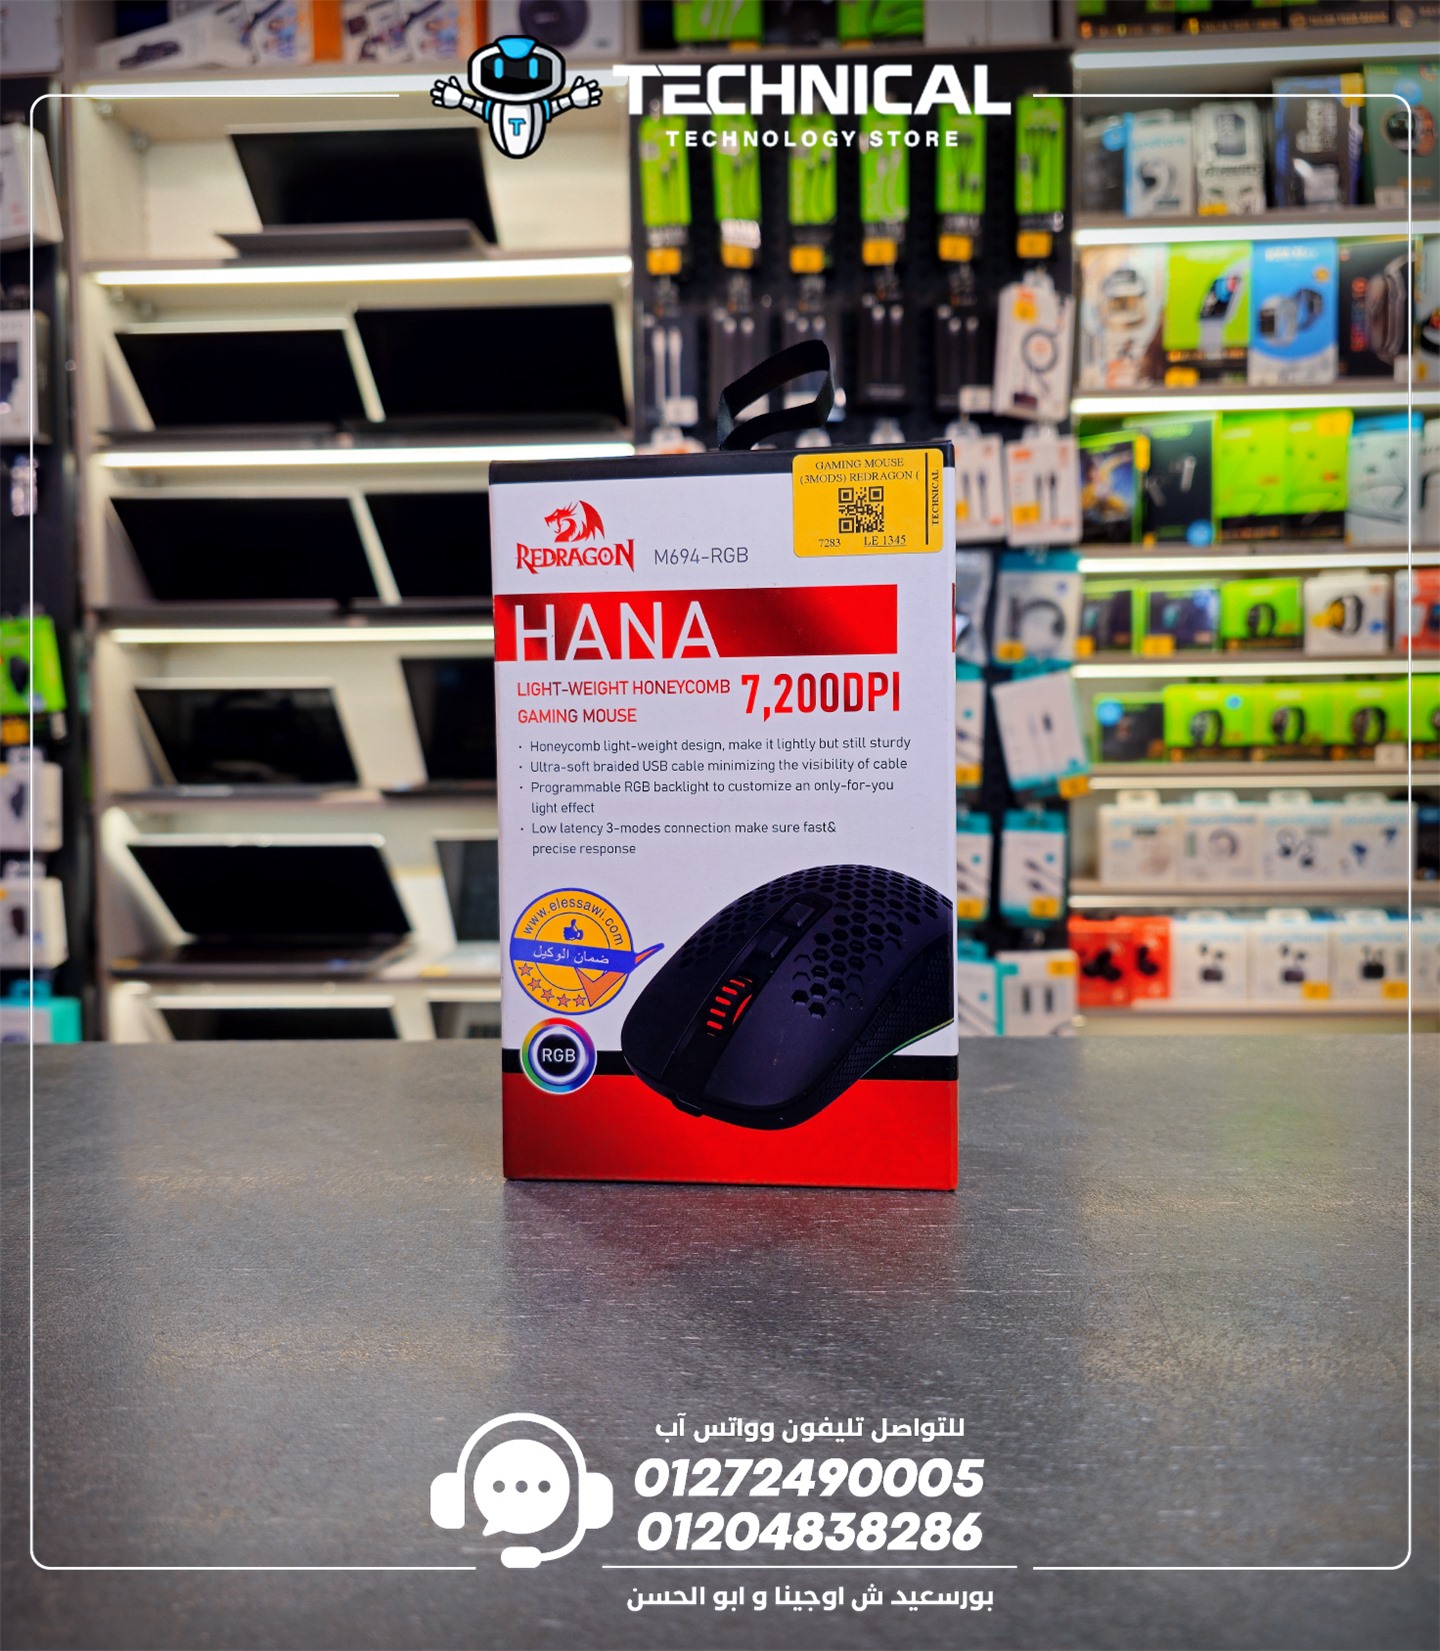 TECHNICAL
TECHNOLOGY STORE
GAMING MOUSE
(3MODS) REDRAGON (
TECHNICAL
7283 LE 1345
REDRAGON M694-RGB
HANA
LIGHT-WEIGHT HONEYCOMB
GAMING MOUSE
7,200DPI
· Honeycomb light-weight design, make it lightly but still sturdy
· Ultra-soft braided USB cable minimizing the visibility of cable
· Programmable RGB backlight to customize an only-for-you
light effect
· Low latency 3-modes connection make sure fast&
precise response
www.elessawi.com
ضمان الوكيل
RGB
للتواصل تليفون وواتس آب
01272490005
01204838286
بورسعيد ش اوجينا و ابو الحسن